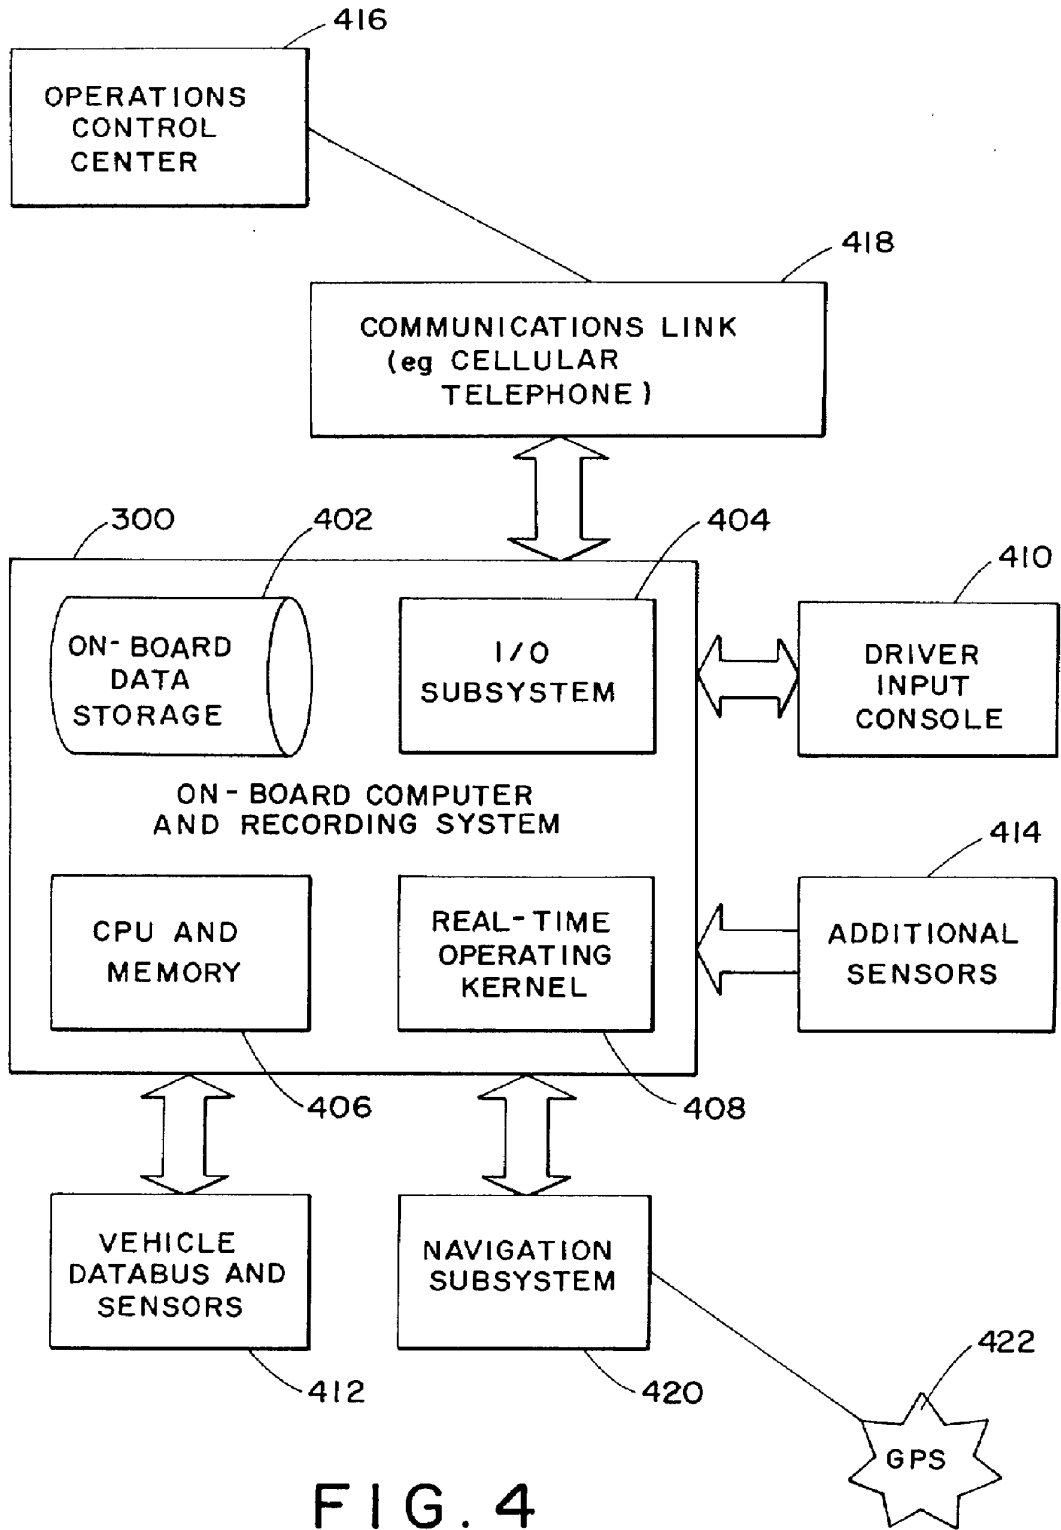 416
OPERATIONS
CONTROL
CENTER
418
COMMUNICATIONS LINK
(eg CELLULAR
TELEPHONE)
300
402
404
410
ON-BOARD
DATA
STORAGE
I/O
SUBSYSTEM
DRIVER
INPUT
CONSOLE
ON-BOARD COMPUTER
AND RECORDING SYSTEM
414
CPU AND
MEMORY
REAL-TIME
OPERATING
KERNEL
ADDITIONAL
SENSORS
406
408
VEHICLE
DATABUS AND
SENSORS
NAVIGATION
SUBSYSTEM
412
420
422
GPS
FIG. 4